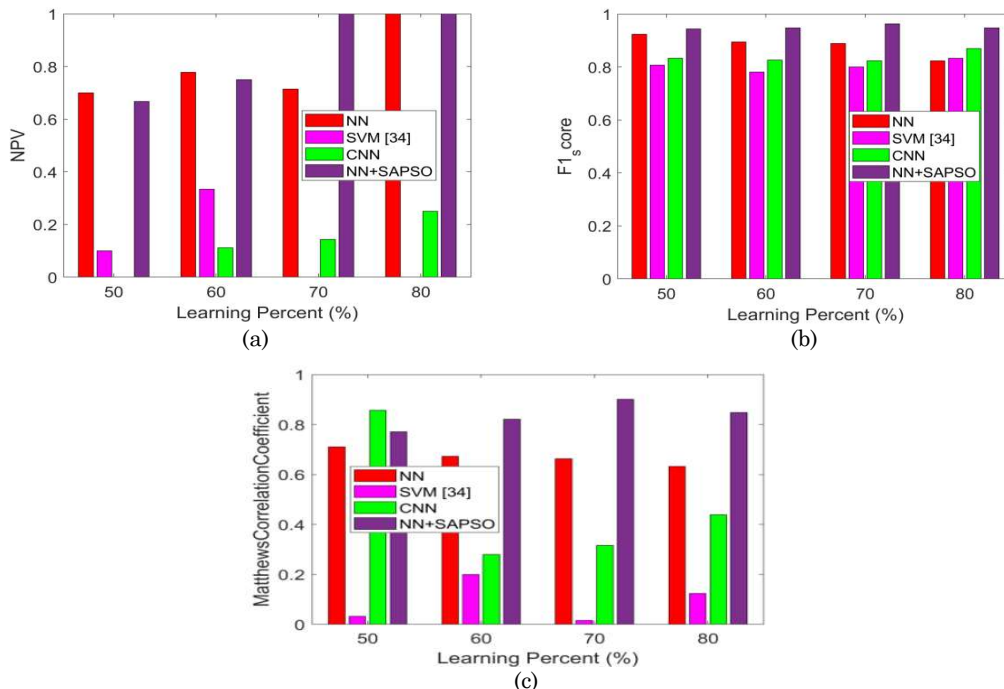 1
0.8
0.6
0.4
0.2
0
NPV
50 60 70 80
Learning Percent (%)
NN
SVM [34]
CNN
NN+SAPSO
(a)
1
0.8
0.6
0.4
0.2
0
F1score
50 60 70 80
Learning Percent (%)
NN
SVM [34]
CNN
NN+SAPSO
(b)
1
0.8
0.6
0.4
0.2
0
MatthewsCorrelationCoefficient
50 60 70 80
Learning Percent (%)
NN
SVM [34]
CNN
NN+SAPSO
(c)